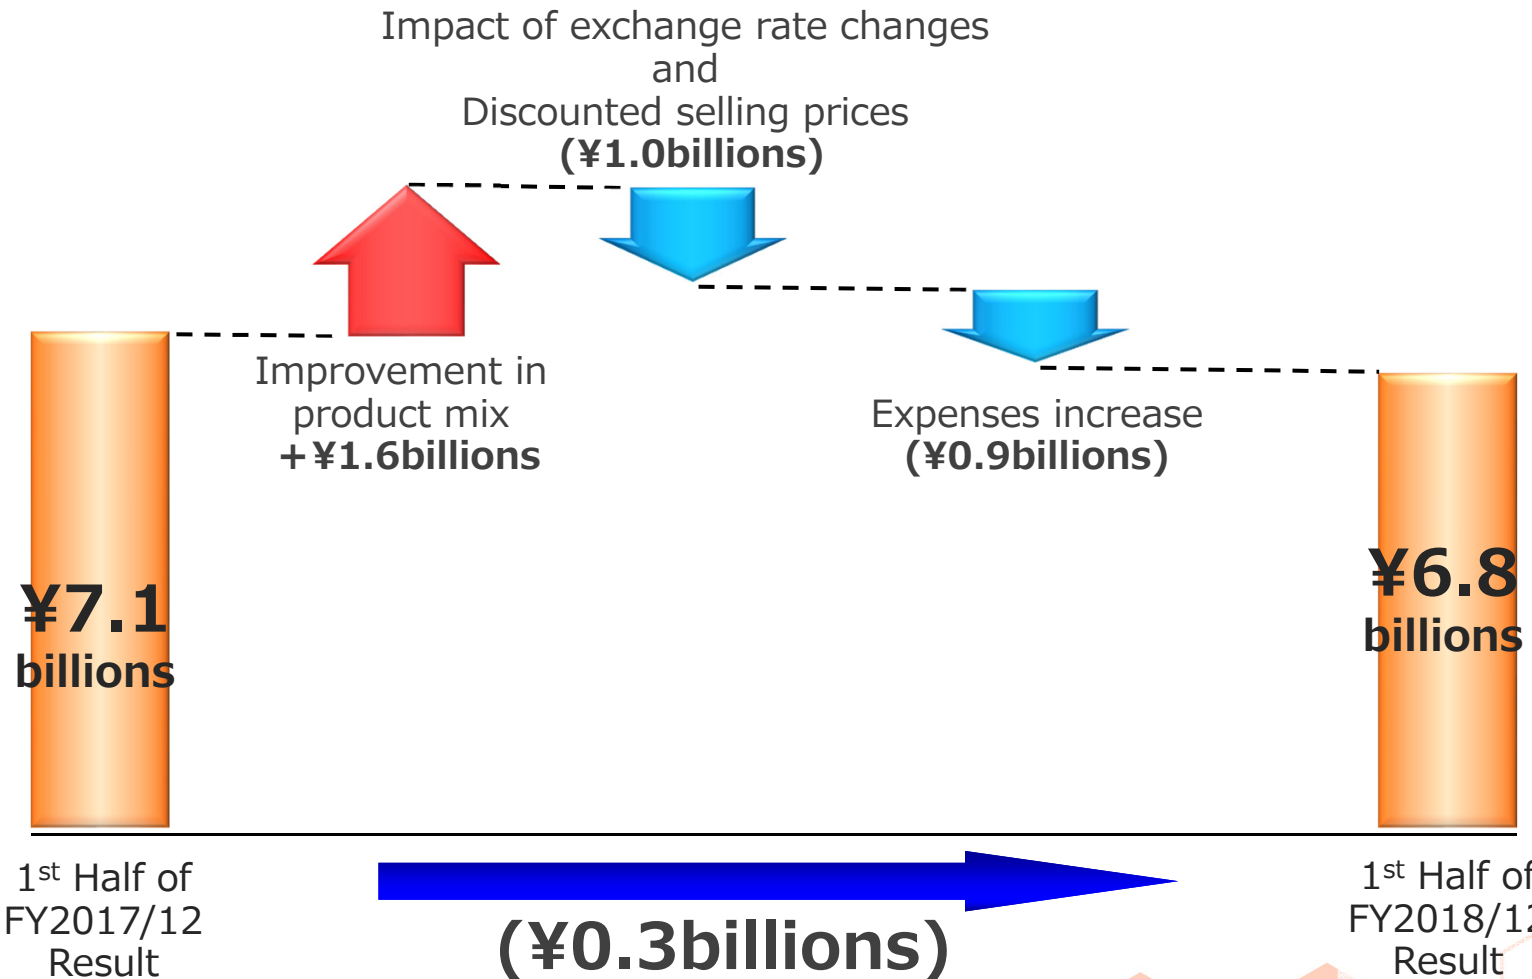 Impact of exchange rate changes
and
Discounted selling prices
(¥1.0billions)
Improvement in
product mix
+¥1.6billions
Expenses increase
(¥0.9billions)
¥7.1
billions
¥6.8
billions
1st Half of
FY2017/12
Result
(¥0.3billions)
1st Half of
FY2018/12
Result